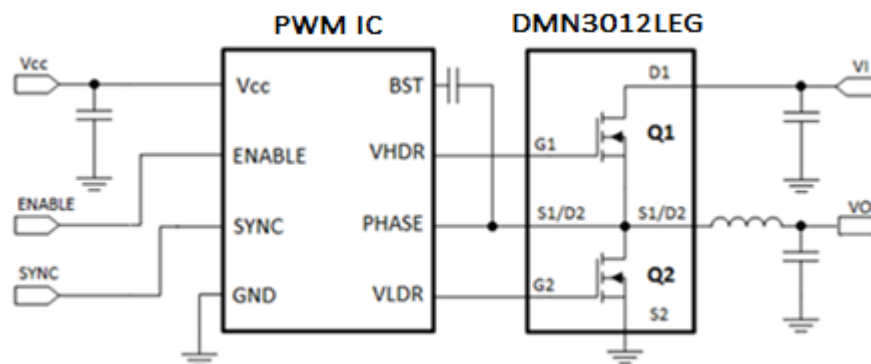 PWM IC
DMN3012LEG
Vcc
Vcc
BST
D1
VI
ENABLE
VHDR
G1
Q1
ENABLE
SYNC
PHASE
S1/D2
S1/D2
VO
SYNC
GND
VLDR
G2
Q2
S2